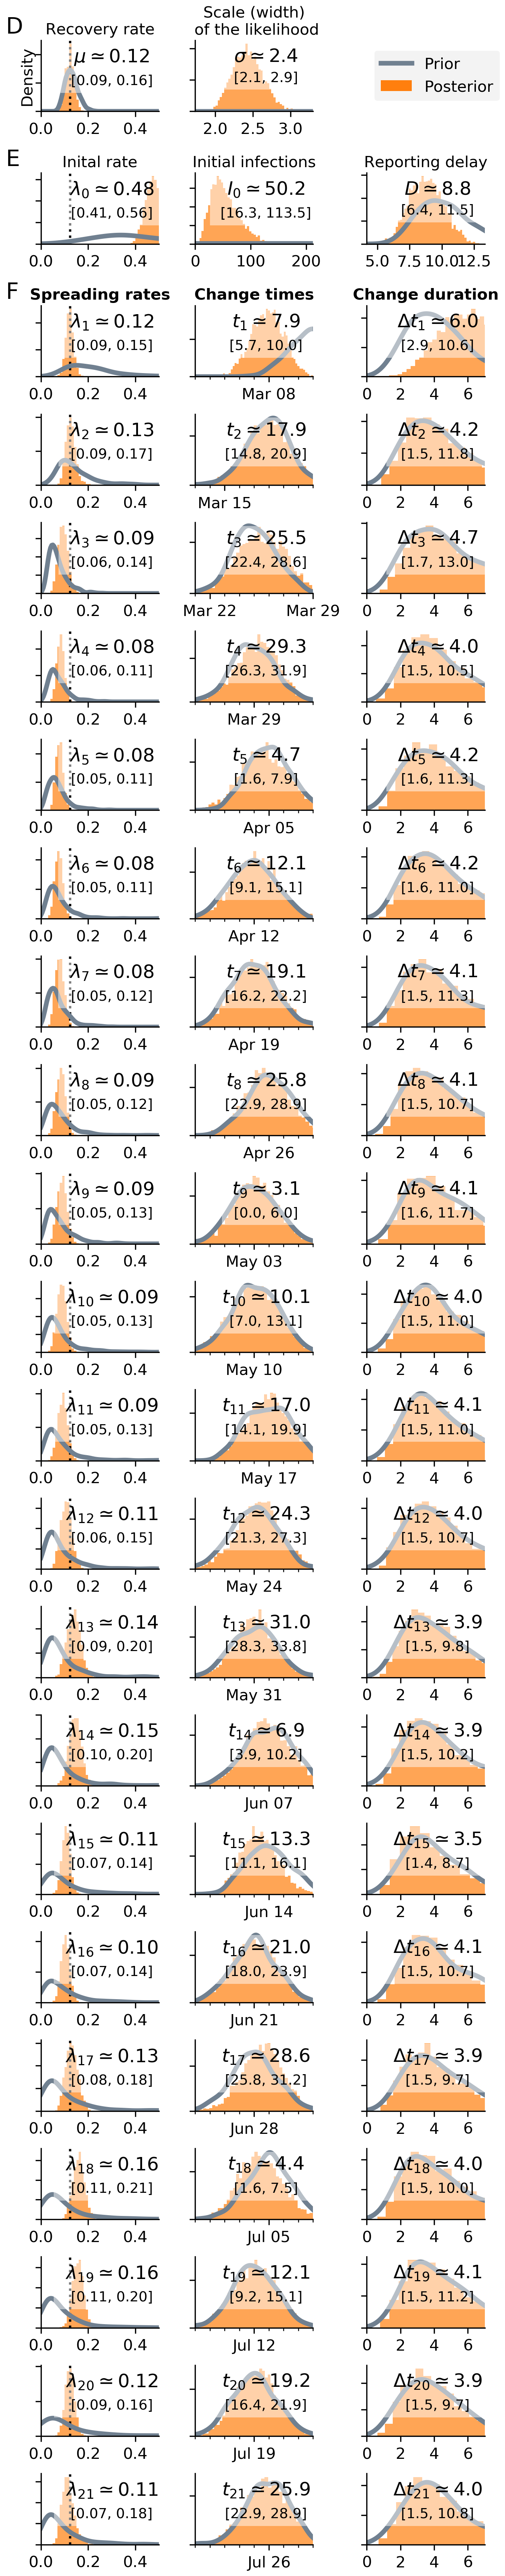 D
Recovery rate
Scale (width)
of the likelihood
Density
μ ≃ 0.12
[0.09, 0.16]
0.0 0.2 0.4
σ ≃ 2.4
[2.1, 2.9]
2.0 2.5 3.0
Prior
Posterior
E
Inital rate
Initial infections
Reporting delay
λ0 ≃ 0.48
[0.41, 0.56]
0.0 0.2 0.4
I0 ≃ 50.2
[16.3, 113.5]
0 100 200
D ≃ 8.8
[6.4, 11.5]
5.0 7.5 10.0 12.5
F
Spreading rates
Change times
Change duration
λ1 ≃ 0.12
[0.09, 0.15]
0.0 0.2 0.4
t1 ≃ 7.9
[5.7, 10.0]
Mar 08
Δt1 ≃ 6.0
[2.9, 10.6]
0 2 4 6
λ2 ≃ 0.13
[0.09, 0.17]
0.0 0.2 0.4
t2 ≃ 17.9
[14.8, 20.9]
Mar 15
Δt2 ≃ 4.2
[1.5, 11.8]
0 2 4 6
λ3 ≃ 0.09
[0.06, 0.14]
0.0 0.2 0.4
t3 ≃ 25.5
[22.4, 28.6]
Mar 22 Mar 29
Δt3 ≃ 4.7
[1.7, 13.0]
0 2 4 6
λ4 ≃ 0.08
[0.06, 0.11]
0.0 0.2 0.4
t4 ≃ 29.3
[26.3, 31.9]
Mar 29
Δt4 ≃ 4.0
[1.5, 10.5]
0 2 4 6
λ5 ≃ 0.08
[0.05, 0.11]
0.0 0.2 0.4
t5 ≃ 4.7
[1.6, 7.9]
Apr 05
Δt5 ≃ 4.2
[1.6, 11.3]
0 2 4 6
λ6 ≃ 0.08
[0.05, 0.11]
0.0 0.2 0.4
t6 ≃ 12.1
[9.1, 15.1]
Apr 12
Δt6 ≃ 4.2
[1.6, 11.0]
0 2 4 6
λ7 ≃ 0.08
[0.05, 0.12]
0.0 0.2 0.4
t7 ≃ 19.1
[16.2, 22.2]
Apr 19
Δt7 ≃ 4.1
[1.5, 11.3]
0 2 4 6
λ8 ≃ 0.09
[0.05, 0.12]
0.0 0.2 0.4
t8 ≃ 25.8
[22.9, 28.9]
Apr 26
Δt8 ≃ 4.1
[1.5, 10.7]
0 2 4 6
λ9 ≃ 0.09
[0.05, 0.13]
0.0 0.2 0.4
t9 ≃ 3.1
[0.0, 6.0]
May 03
Δt9 ≃ 4.1
[1.6, 11.7]
0 2 4 6
λ10 ≃ 0.09
[0.05, 0.13]
0.0 0.2 0.4
t10 ≃ 10.1
[7.0, 13.1]
May 10
Δt10 ≃ 4.0
[1.5, 11.0]
0 2 4 6
λ11 ≃ 0.09
[0.05, 0.13]
0.0 0.2 0.4
t11 ≃ 17.0
[14.1, 19.9]
May 17
Δt11 ≃ 4.1
[1.5, 11.0]
0 2 4 6
λ12 ≃ 0.11
[0.06, 0.15]
0.0 0.2 0.4
t12 ≃ 24.3
[21.3, 27.3]
May 24
Δt12 ≃ 4.0
[1.5, 10.7]
0 2 4 6
λ13 ≃ 0.14
[0.09, 0.20]
0.0 0.2 0.4
t13 ≃ 31.0
[28.3, 33.8]
May 31
Δt13 ≃ 3.9
[1.5, 9.8]
0 2 4 6
λ14 ≃ 0.15
[0.10, 0.20]
0.0 0.2 0.4
t14 ≃ 6.9
[3.9, 10.2]
Jun 07
Δt14 ≃ 3.9
[1.5, 10.2]
0 2 4 6
λ15 ≃ 0.11
[0.07, 0.14]
0.0 0.2 0.4
t15 ≃ 13.3
[11.1, 16.1]
Jun 14
Δt15 ≃ 3.5
[1.4, 8.7]
0 2 4 6
λ16 ≃ 0.10
[0.07, 0.14]
0.0 0.2 0.4
t16 ≃ 21.0
[18.0, 23.9]
Jun 21
Δt16 ≃ 4.1
[1.5, 10.7]
0 2 4 6
λ17 ≃ 0.13
[0.08, 0.18]
0.0 0.2 0.4
t17 ≃ 28.6
[25.8, 31.2]
Jun 28
Δt17 ≃ 3.9
[1.5, 9.7]
0 2 4 6
λ18 ≃ 0.16
[0.11, 0.21]
0.0 0.2 0.4
t18 ≃ 4.4
[1.6, 7.5]
Jul 05
Δt18 ≃ 4.0
[1.5, 10.0]
0 2 4 6
λ19 ≃ 0.16
[0.11, 0.20]
0.0 0.2 0.4
t19 ≃ 12.1
[9.2, 15.1]
Jul 12
Δt19 ≃ 4.1
[1.5, 11.2]
0 2 4 6
λ20 ≃ 0.12
[0.09, 0.16]
0.0 0.2 0.4
t20 ≃ 19.2
[16.4, 21.9]
Jul 19
Δt20 ≃ 3.9
[1.5, 9.7]
0 2 4 6
λ21 ≃ 0.11
[0.07, 0.18]
0.0 0.2 0.4
t21 ≃ 25.9
[22.9, 28.9]
Jul 26
Δt21 ≃ 4.0
[1.5, 10.8]
0 2 4 6